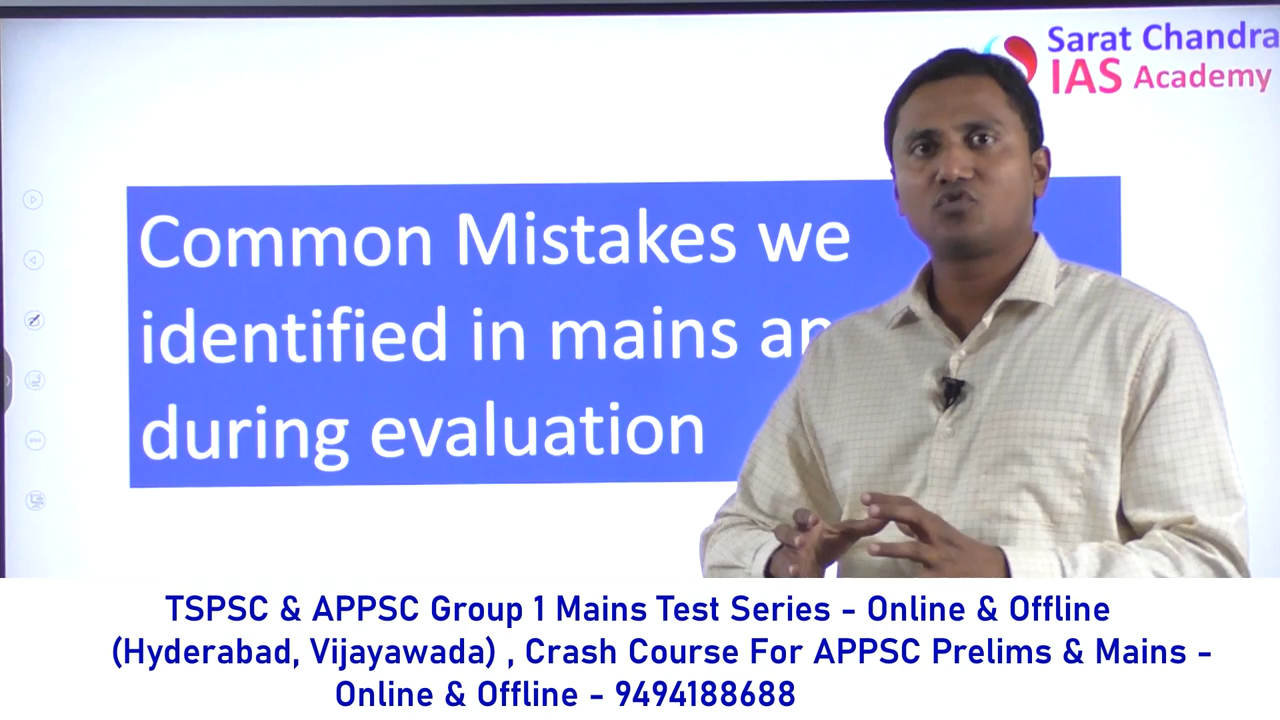 Sarat Chandra
IAS Academy
Common Mistakes we
identified in mains
during evaluation
TSPSC & APPSC Group 1 Mains Test Series - Online & Offline
(Hyderabad, Vijayawada) , Crash Course For APPSC Prelims & Mains -
Online & Offline - 9494188688